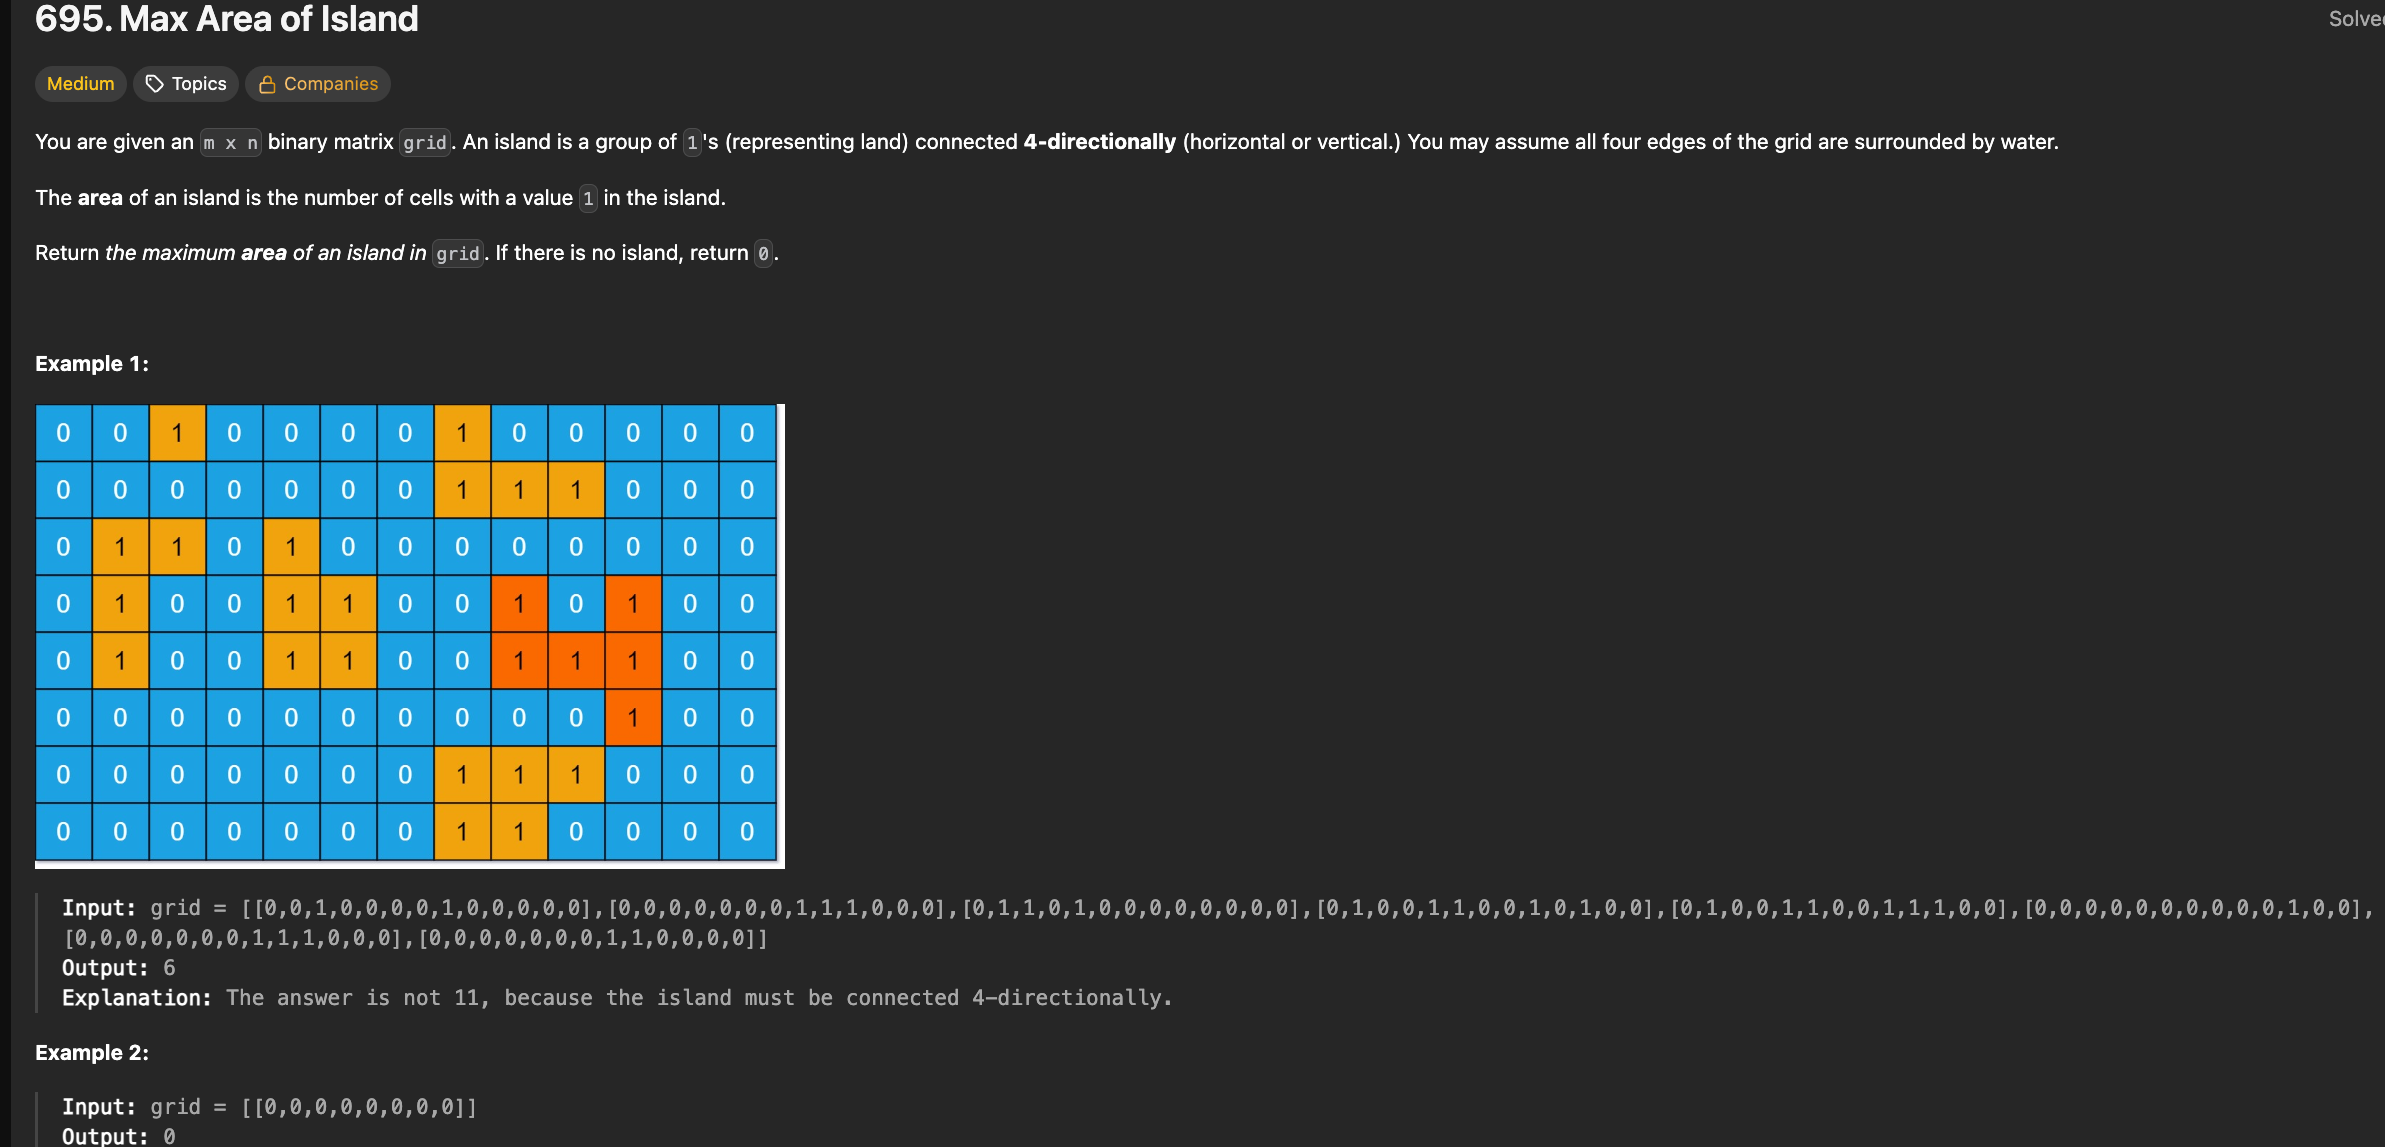 695. Max Area of Island
Solve
Medium Topics Companies
You are given an m x n binary matrix grid. An island is a group of 1's (representing land) connected 4-directionally (horizontal or vertical.) You may assume all four edges of the grid are surrounded by water.
The area of an island is the number of cells with a value 1 in the island.
Return the maximum area of an island in grid. If there is no island, return 0.
Example 1:
0 0 1 0 0 0 0 1 0 0 0 0 0
0 0 0 0 0 0 0 1 1 1 0 0 0
0 1 1 0 1 0 0 0 0 0 0 0 0
0 1 0 0 1 1 0 0 1 0 1 0 0
0 1 0 0 1 1 0 0 1 1 1 0 0
0 0 0 0 0 0 0 0 0 0 1 0 0
0 0 0 0 0 0 0 1 1 1 0 0 0
0 0 0 0 0 0 0 1 1 0 0 0 0
Input: grid = [[0,0,1,0,0,0,0,1,0,0,0,0,0],[0,0,0,0,0,0,0,1,1,1,0,0,0],[0,1,1,0,1,0,0,0,0,0,0,0,0],[0,1,0,0,1,1,0,0,1,0,1,0,0],[0,1,0,0,1,1,0,0,1,1,1,0,0],[0,0,0,0,0,0,0,0,0,0,1,0,0],
[0,0,0,0,0,0,0,1,1,1,0,0,0],[0,0,0,0,0,0,0,1,1,0,0,0,0]]
Output: 6
Explanation: The answer is not 11, because the island must be connected 4-directionally.
Example 2:
Input: grid = [[0,0,0,0,0,0,0,0]]
Output: 0